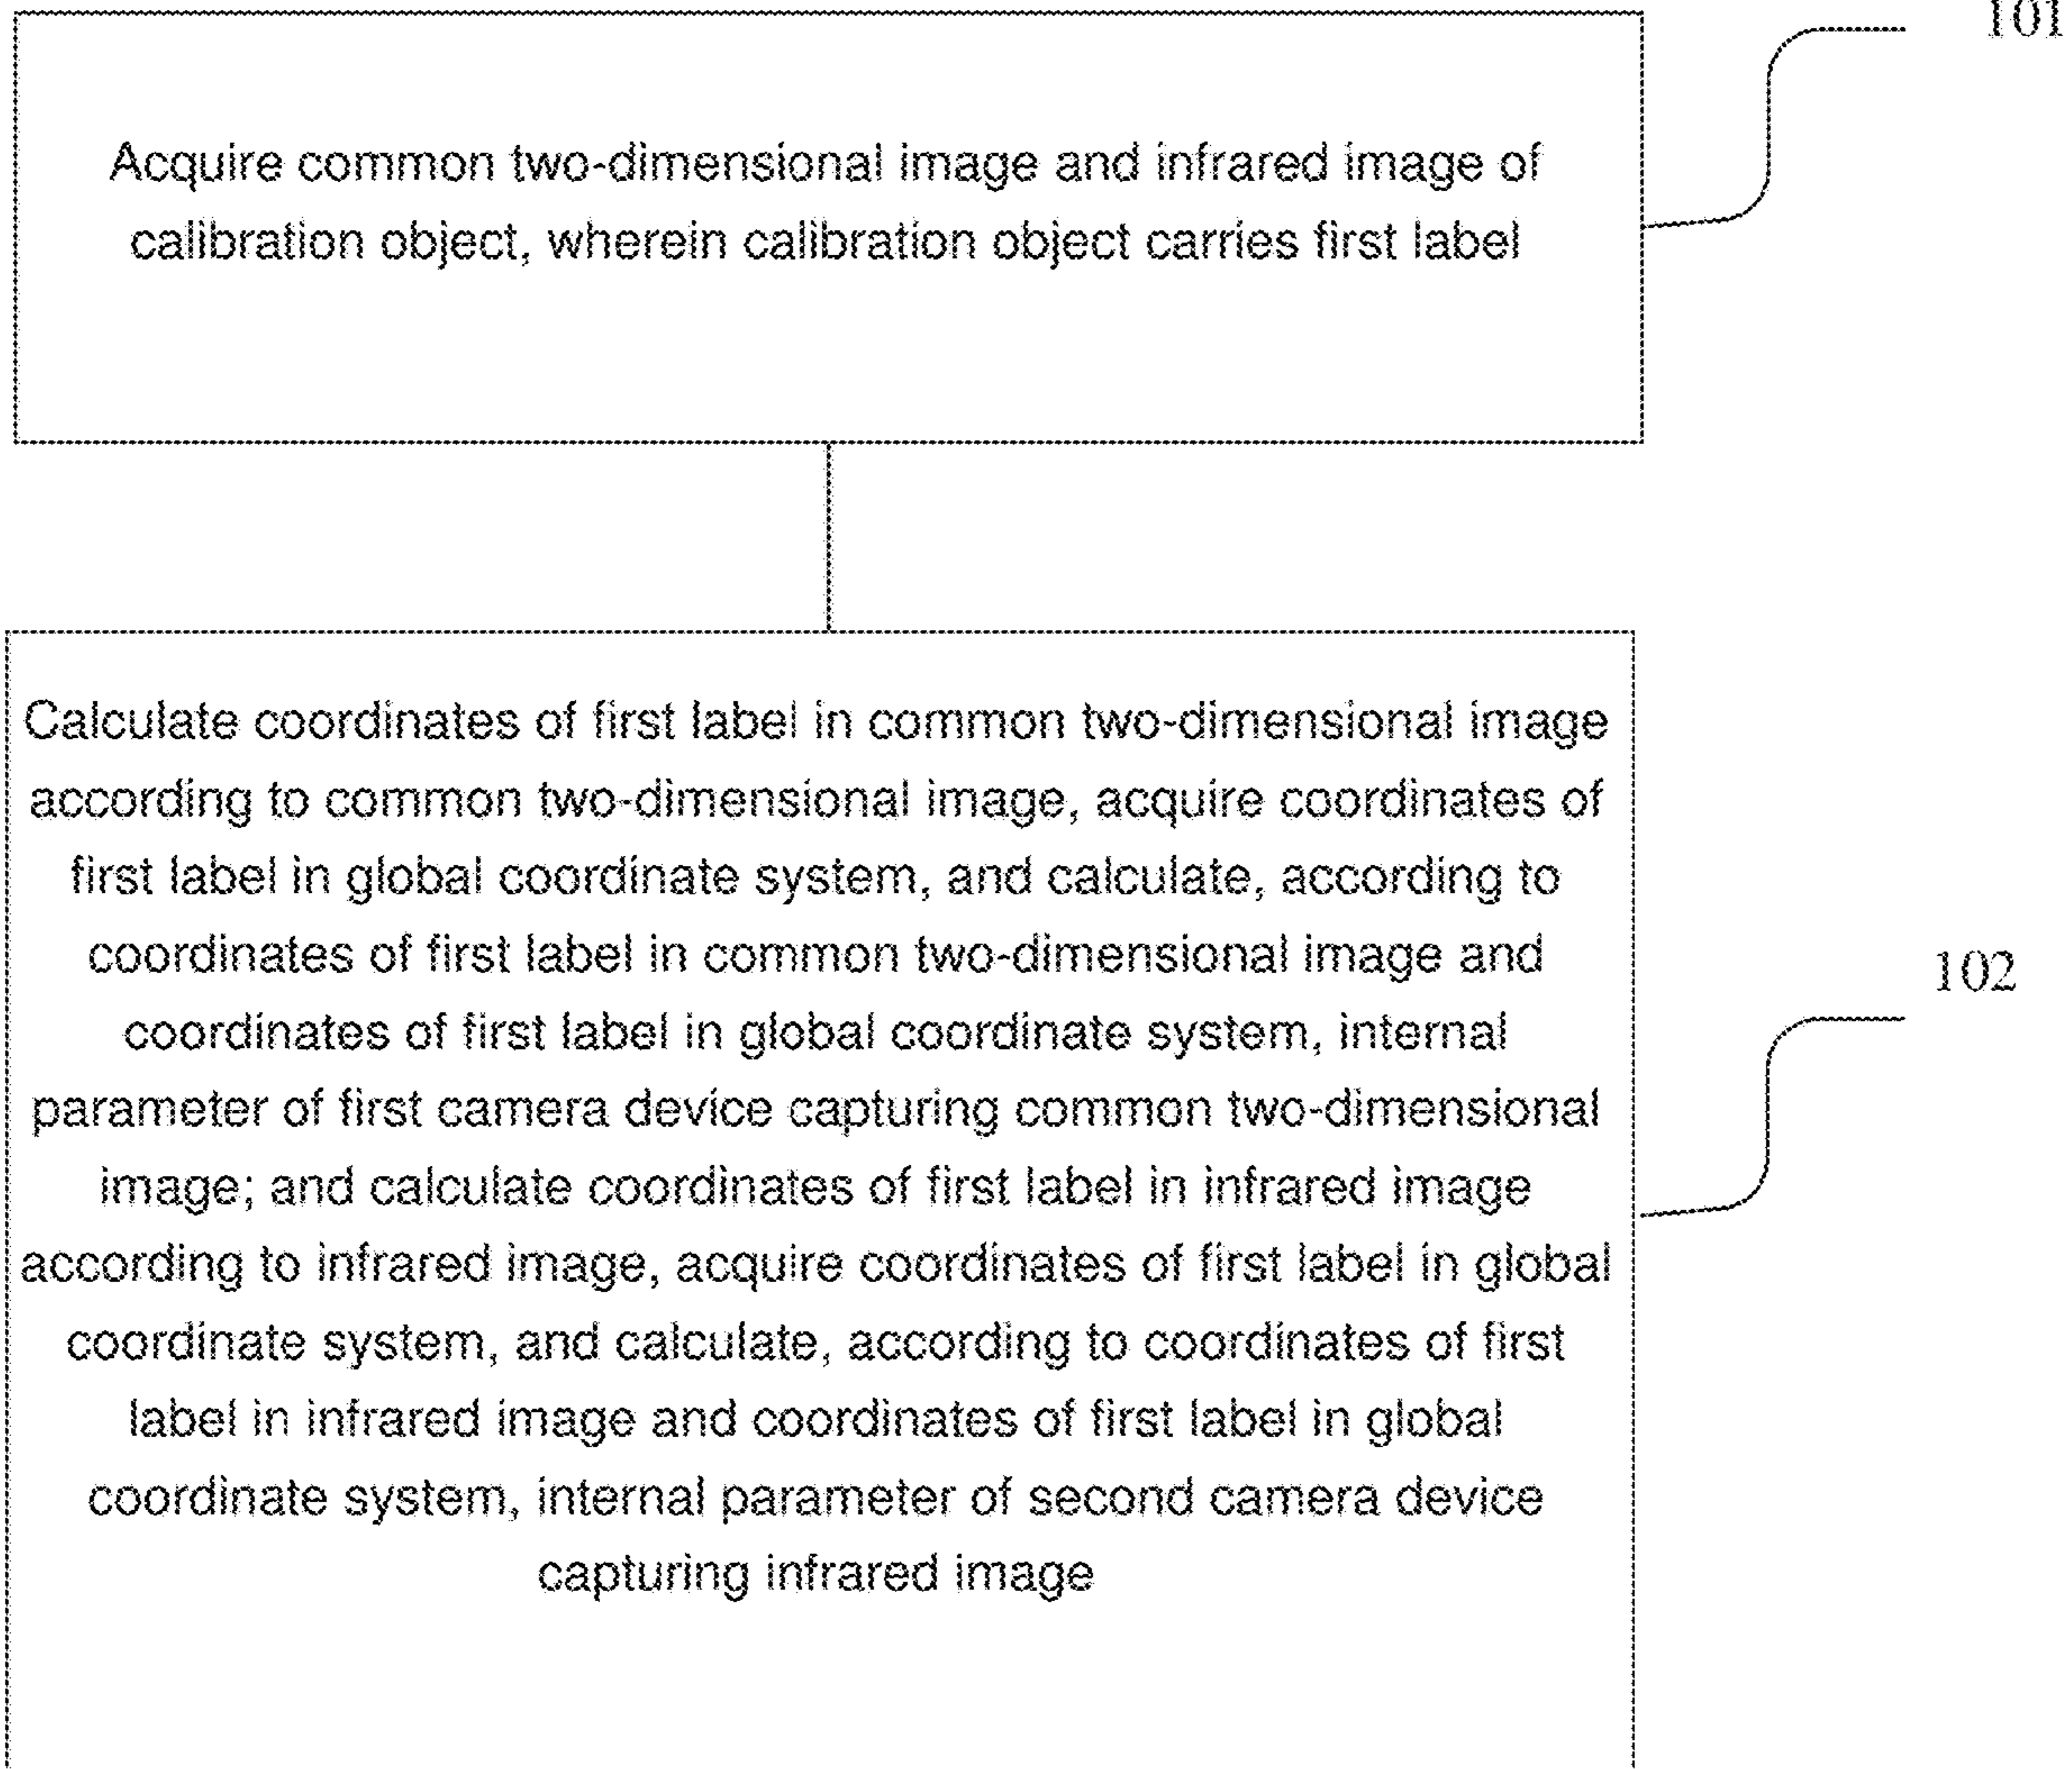 101
Acquire common two-dimensional image and infrared image of
calibration object, wherein calibration object carries first label
Calculate coordinates of first label in common two-dimensional image
according to common two-dimensional image, acquire coordinates of
first label in global coordinate system, and calculate, according to
coordinates of first label in common two-dimensional image and
coordinates of first label in global coordinate system, internal
parameter of first camera device capturing common two-dimensional
image; and calculate coordinates of first label in infrared image
according to infrared image, acquire coordinates of first label in global
coordinate system, and calculate, according to coordinates of first
label in infrared image and coordinates of first label in global
coordinate system, internal parameter of second camera device
capturing infrared image
102